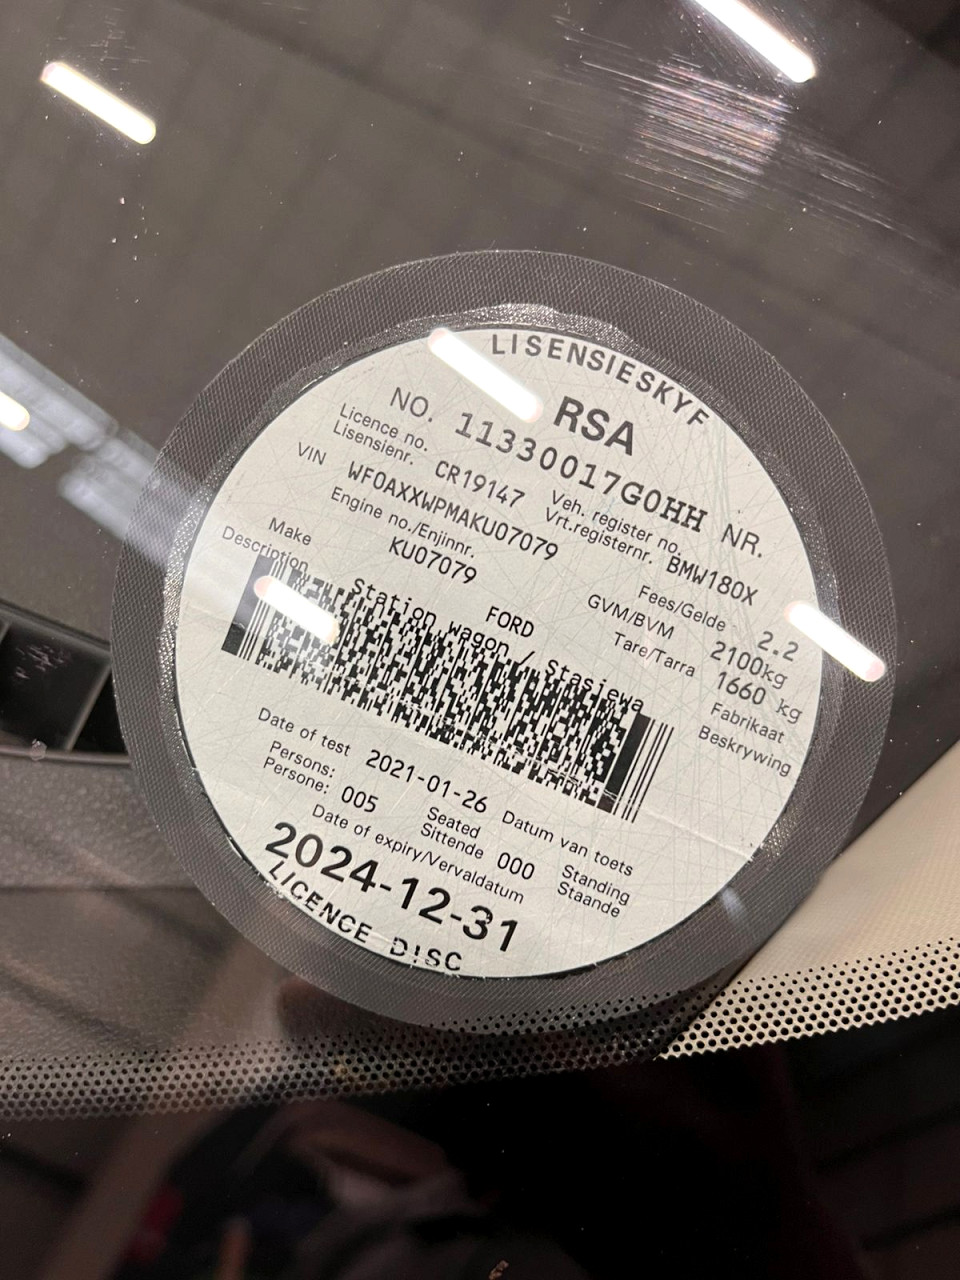 LISENSIESKYF
RSA
NO. 11330017G0HH NR.
Licence no. Lisensienr. CR19147 Veh. register no. Vrt.registernr. BMW180X
VIN WF0AXXWPMAKU07079
Engine no./Enjinnr. KU07079
Fees/Gelde 2.2
GVM/BVM 2100kg
Tare/Tarra 1660 kg
Make FORD Fabrikaat
Description Station wagon / Stasiewa Beskrywing
Date of test 2021-01-26 Datum van toets
Persons: Persone: 005 Seated Sittende 000 Standing Staande
Date of expiry/Vervaldatum
2024-12-31
LICENCE DISC